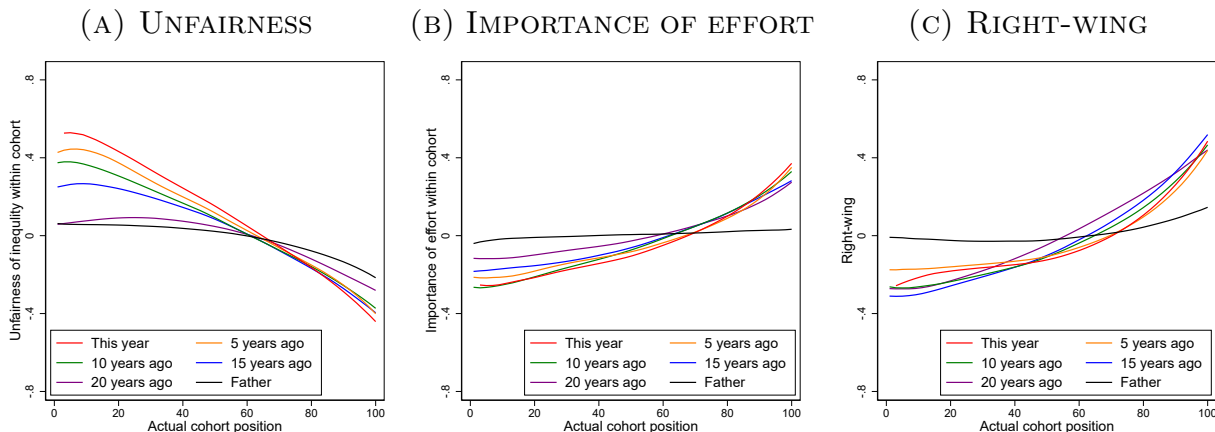 (A) Unfairness
Unfairness of inequlity within cohort
.8
.4
0
-.4
-.8
This year
5 years ago
10 years ago
15 years ago
20 years ago
Father
0 20 40 60 80 100
Actual cohort position
(B) Importance of effort
Importance of effort within cohort
.8
.4
0
-.4
-.8
This year
5 years ago
10 years ago
15 years ago
20 years ago
Father
0 20 40 60 80 100
Actual cohort position
(C) Right-wing
Right-wing
.8
.4
0
-.4
-.8
This year
5 years ago
10 years ago
15 years ago
20 years ago
Father
0 20 40 60 80 100
Actual cohort position